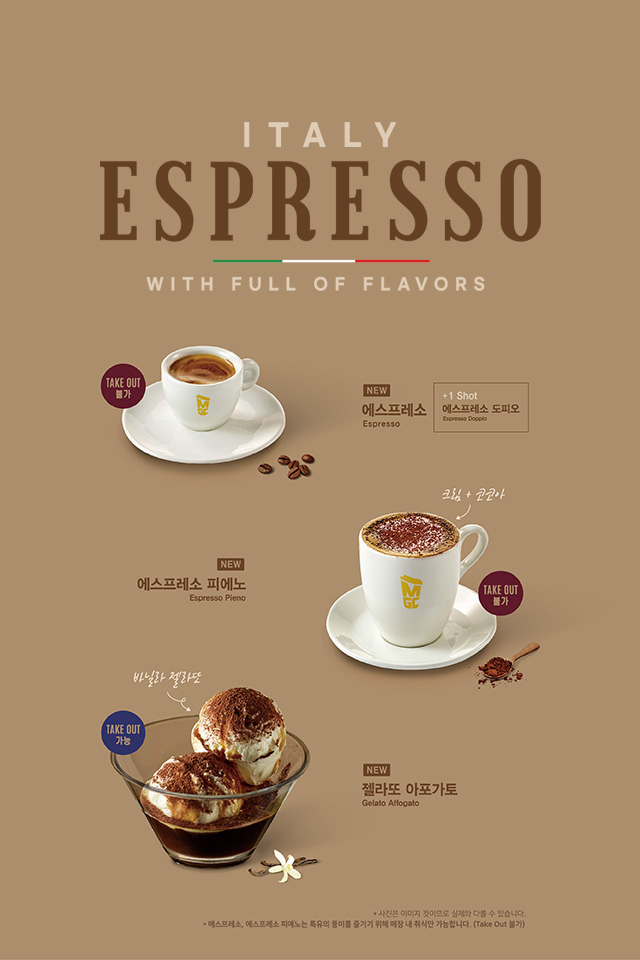 ITALY
ESPRESSO
WITH FULL OF FLAVORS
TAKE OUT
불가
MGC
NEW
에스프레소
Espresso
+1 Shot
에스프레소 도피오
Espresso Doppio
크림 + 코코아
NEW
에스프레소 피에노
Espresso Pieno
MGC
TAKE OUT
불가
바닐라 젤라또
TAKE OUT
가능
NEW
젤라또 아포가토
Gelato Affogato
* 사진은 이미지 컷이므로 실제와 다를 수 있습니다.
* 에스프레소, 에스프레소 피에노는 특유의 풍미를 즐기기 위해 매장 내 취식만 가능합니다. (Take Out 불가)